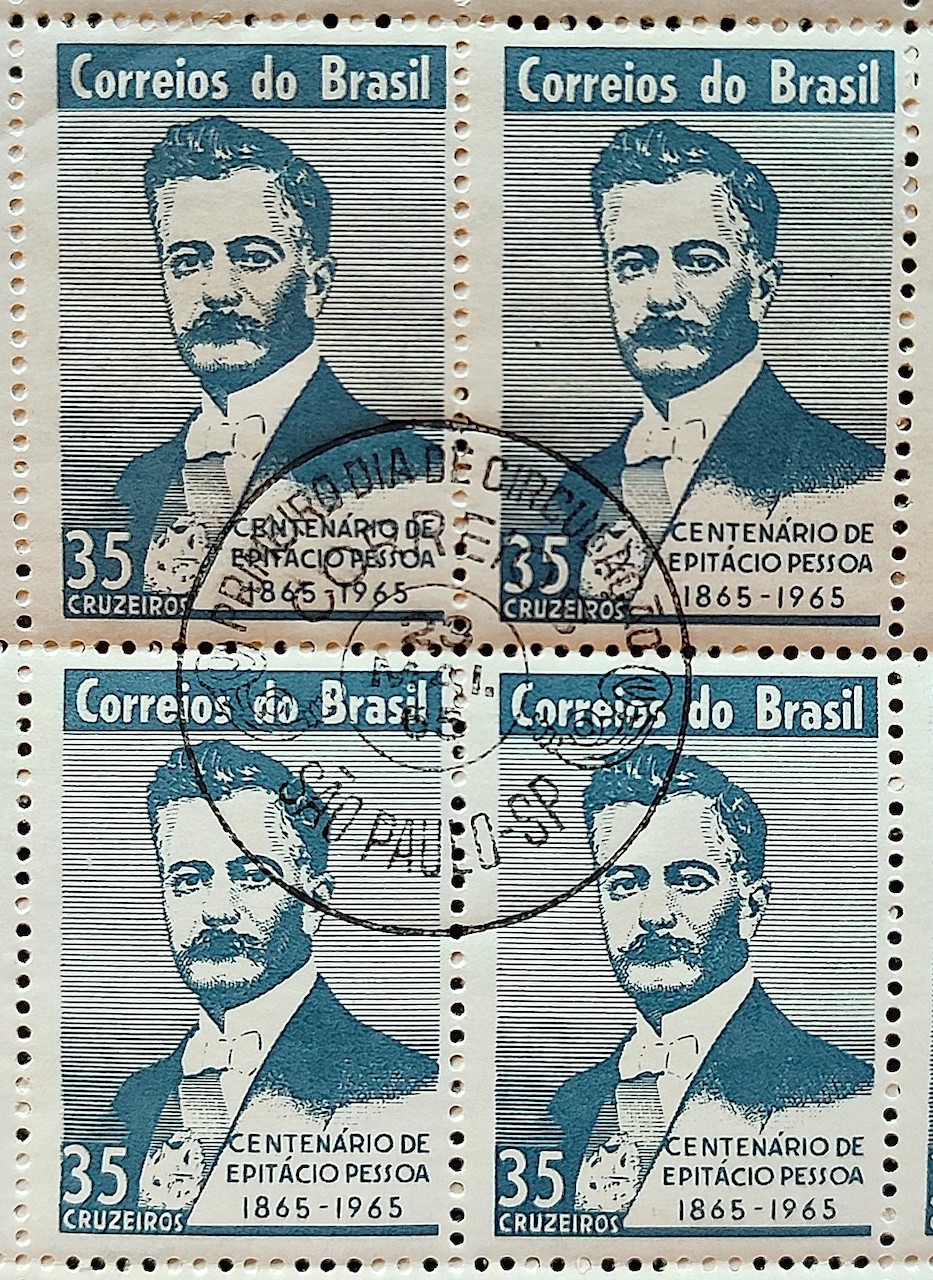 Correios do Brasil
35
CRUZEIROS
CENTENÁRIO DE
EPITÁCIO PESSOA
1865-1965
Correios do Brasil
35
CRUZEIROS
CENTENÁRIO DE
EPITÁCIO PESSOA
1865-1965
PRIMEIRO DIA DE CIRCULAÇÃO
SÃO PAULO-SP
Correios do Brasil
35
CRUZEIROS
CENTENÁRIO DE
EPITÁCIO PESSOA
1865-1965
Correios do Brasil
35
CRUZEIROS
CENTENÁRIO DE
EPITÁCIO PESSOA
1865-1965